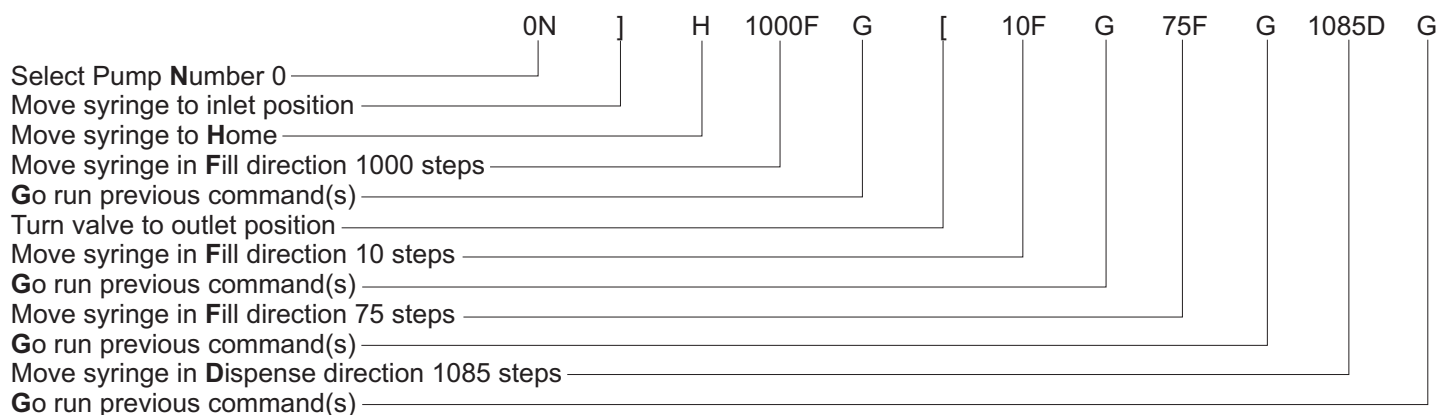 0N ] H 1000F G [ 10F G 75F G 1085D G
Select Pump Number 0
Move syringe to inlet position
Move syringe to Home
Move syringe in Fill direction 1000 steps
Go run previous command(s)
Turn valve to outlet position
Move syringe in Fill direction 10 steps
Go run previous command(s)
Move syringe in Fill direction 75 steps
Go run previous command(s)
Move syringe in Dispense direction 1085 steps
Go run previous command(s)